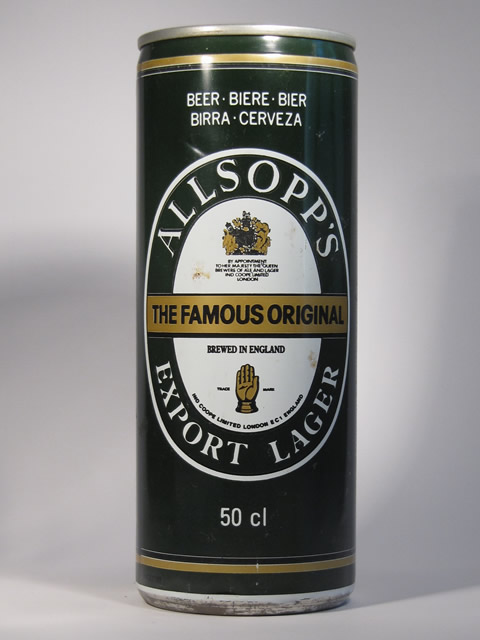 BEER · BIERE · BIER
BIRRA · CERVEZA
ALLSOPP'S
BY APPOINTMENT
TO HER MAJESTY THE QUEEN
BREWERS OF ALE AND LAGER
IND COOPE LIMITED
LONDON
THE FAMOUS ORIGINAL
BREWED IN ENGLAND
TRADE MARK
IND COOPE LIMITED LONDON E C 1 ENGLAND
EXPORT LAGER
50 cl